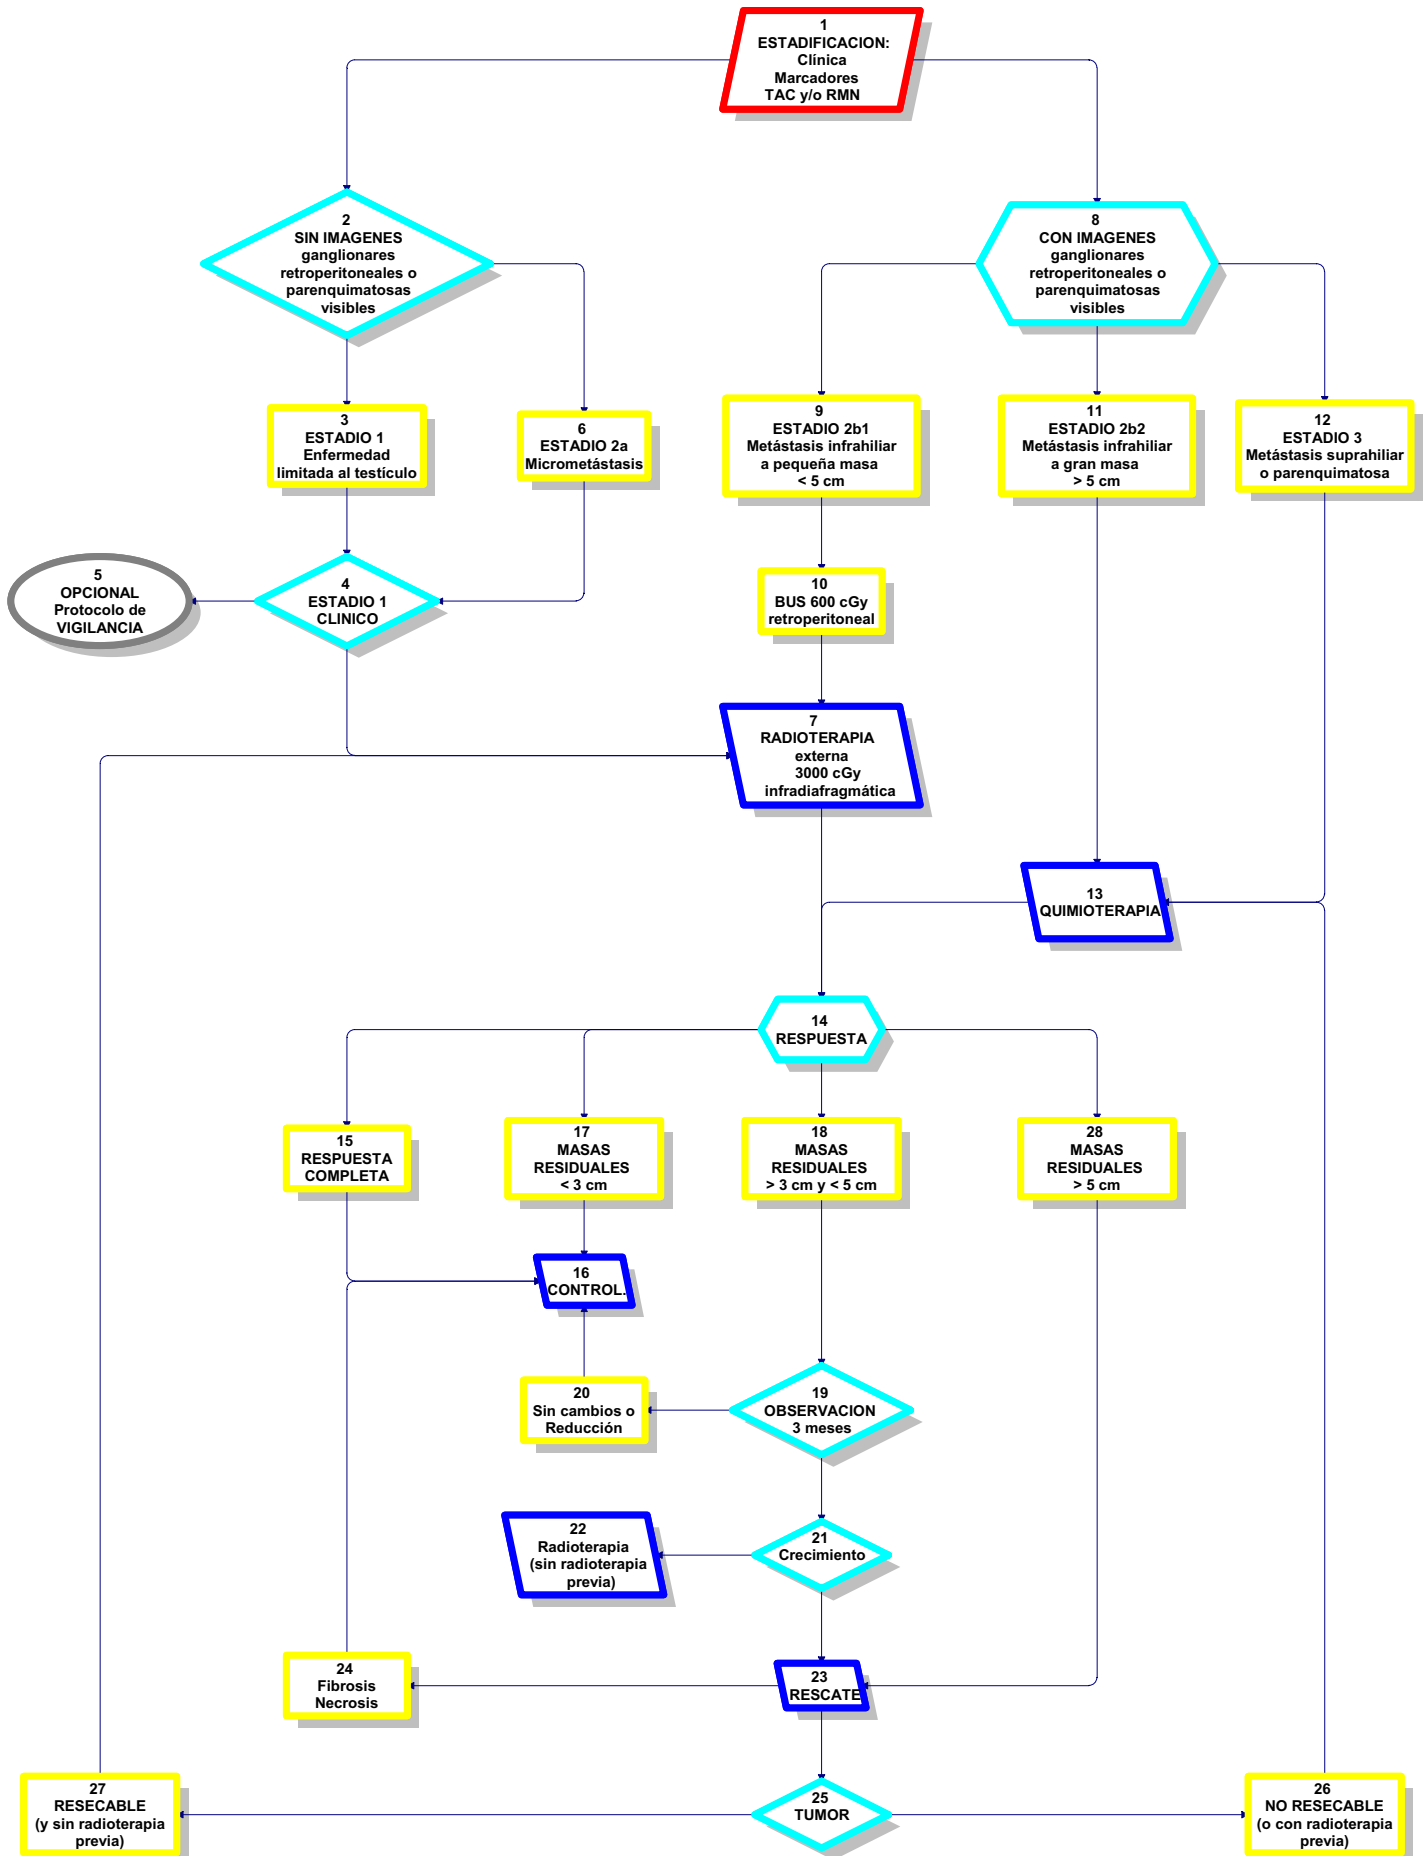 1
ESTADIFICACION:
Clínica
Marcadores
TAC y/o RMN
2
SIN IMAGENES
ganglionares
retroperitoneales o
parenquimatosas
visibles
8
CON IMAGENES
ganglionares
retroperitoneales o
parenquimatosas
visibles
3
ESTADIO 1
Enfermedad
limitada al testículo
6
ESTADIO 2a
Micrometástasis
9
ESTADIO 2b1
Metástasis infrahiliar
a pequeña masa
< 5 cm
11
ESTADIO 2b2
Metástasis infrahiliar
a gran masa
> 5 cm
12
ESTADIO 3
Metástasis suprahiliar
o parenquimatosa
5
OPCIONAL
Protocolo de
VIGILANCIA
4
ESTADIO 1
CLINICO
10
BUS 600 cGy
retroperitoneal
7
RADIOTERAPIA
externa
3000 cGy
infradiafragmática
13
QUIMIOTERAPIA
14
RESPUESTA
15
RESPUESTA
COMPLETA
17
MASAS
RESIDUALES
< 3 cm
18
MASAS
RESIDUALES
> 3 cm y < 5 cm
28
MASAS
RESIDUALES
> 5 cm
16
CONTROL.
20
Sin cambios o
Reducción
19
OBSERVACION
3 meses
22
Radioterapia
(sin radioterapia
previa)
21
Crecimiento
24
Fibrosis
Necrosis
23
RESCATE
27
RESECABLE
(y sin radioterapia
previa)
25
TUMOR
26
NO RESECABLE
(o con radioterapia
previa)